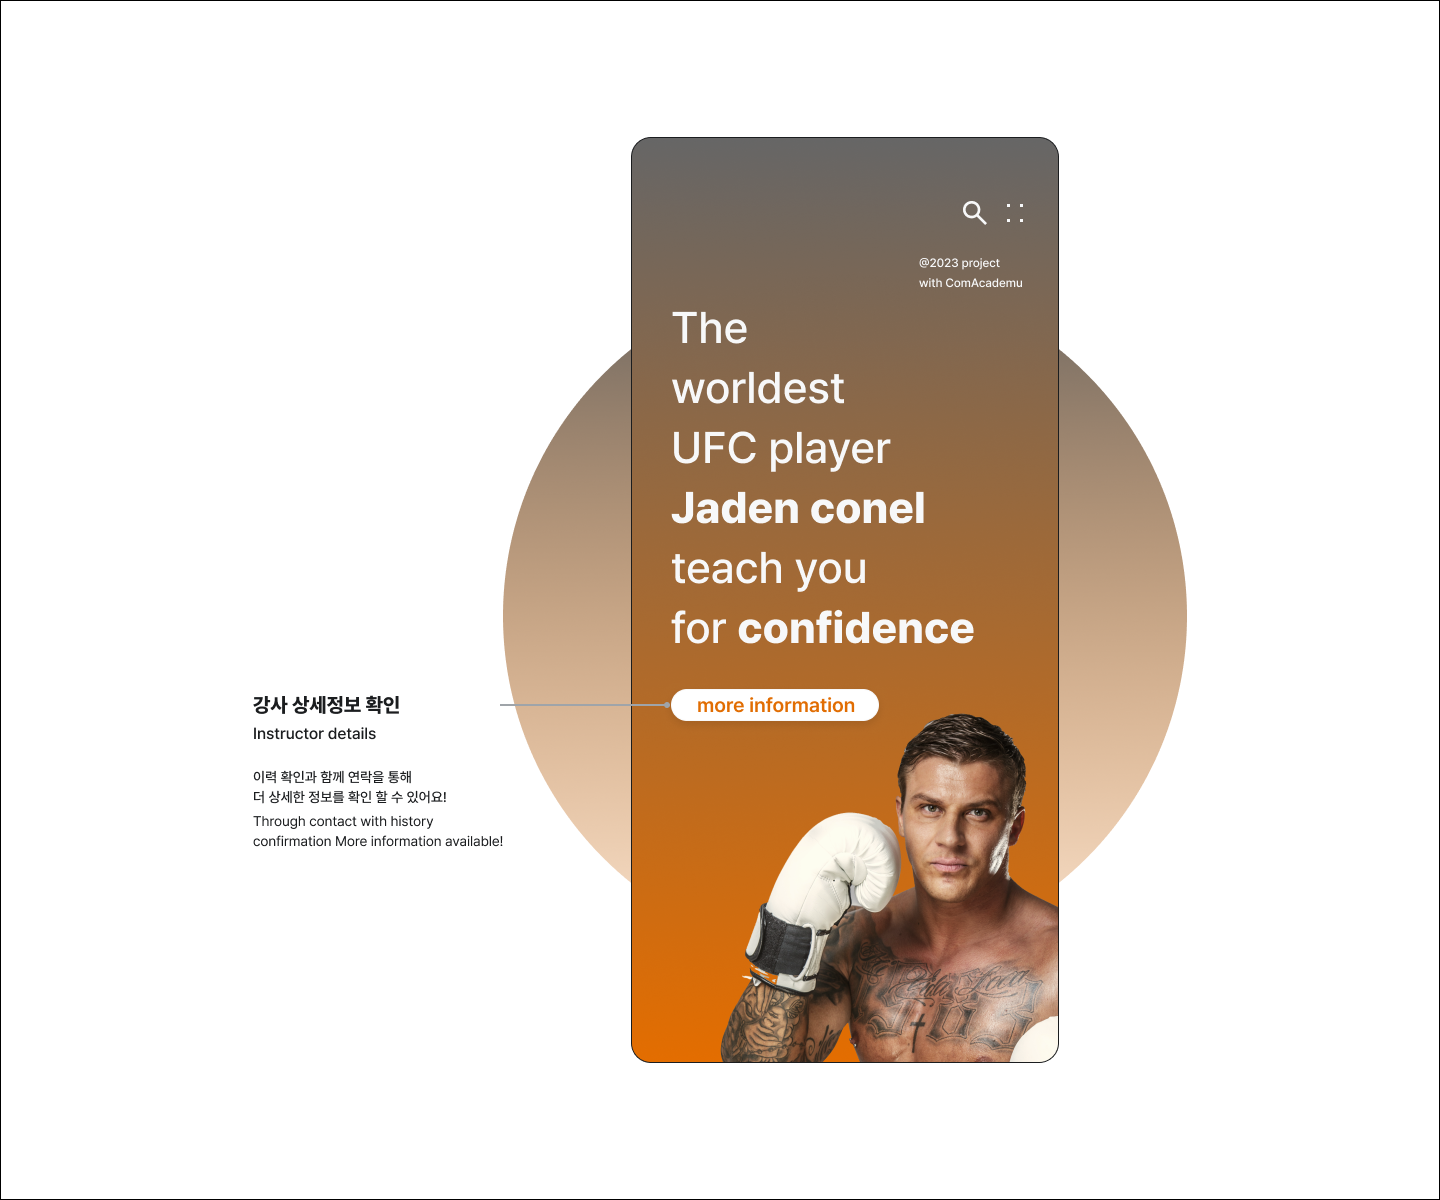 @2023 project
with ComAcademu
The
worldest
UFC player
Jaden conel
teach you
for confidence
more information
강사 상세정보 확인
Instructor details
이력 확인과 함께 연락을 통해
더 상세한 정보를 확인 할 수 있어요!
Through contact with history
confirmation More information available!